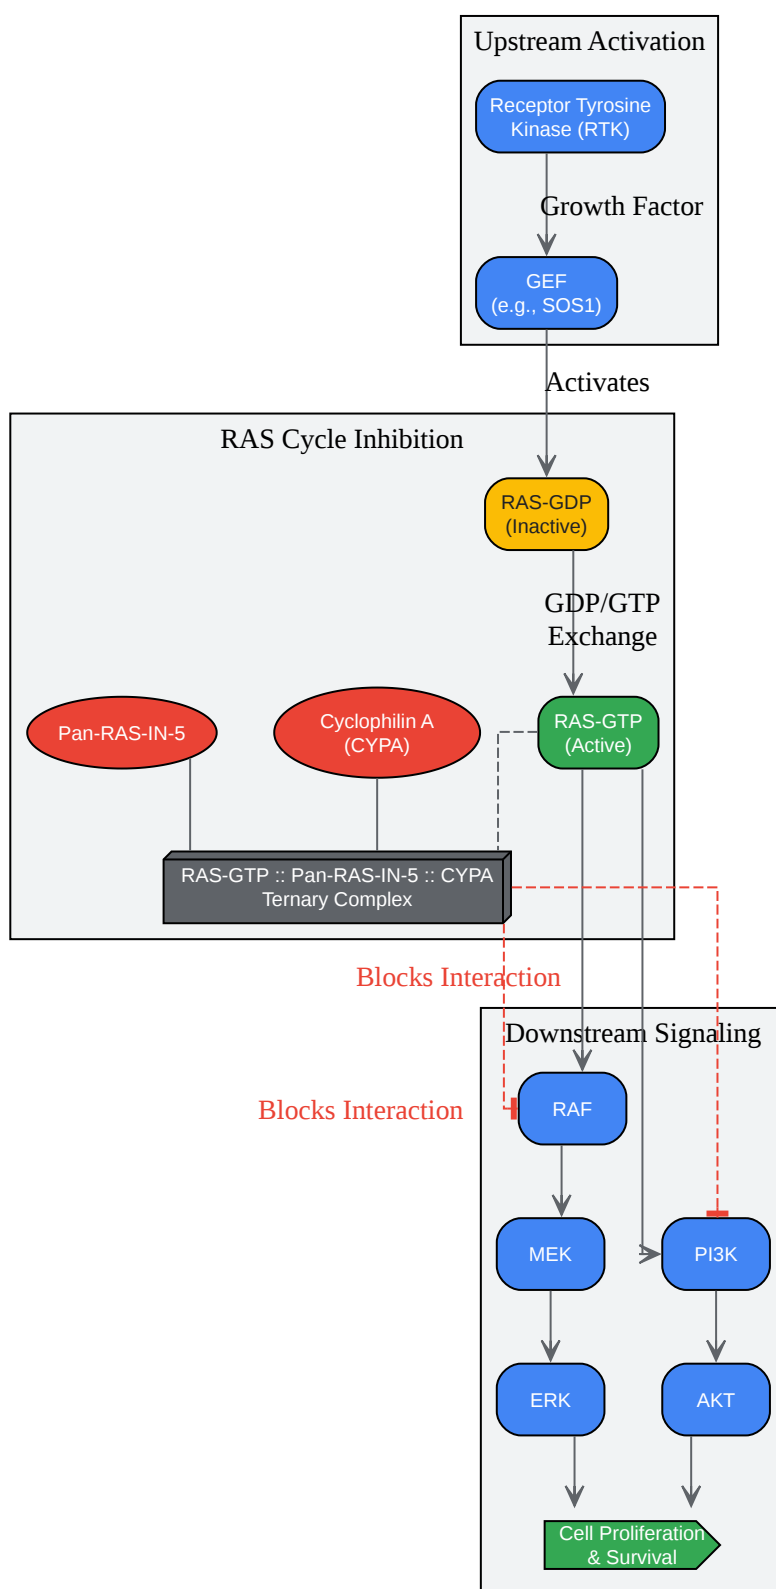 Upstream Activation
Receptor Tyrosine
Kinase (RTK)
Growth Factor
GEF
(e.g., SOS1)
Activates
RAS Cycle Inhibition
RAS-GDP
(Inactive)
GDP/GTP
Exchange
Pan-RAS-IN-5
Cyclophilin A
(CYPA)
RAS-GTP
(Active)
RAS-GTP :: Pan-RAS-IN-5 :: CYPA
Ternary Complex
Blocks Interaction
Downstream Signaling
Blocks Interaction
RAF
MEK
PI3K
ERK
AKT
Cell Proliferation
& Survival